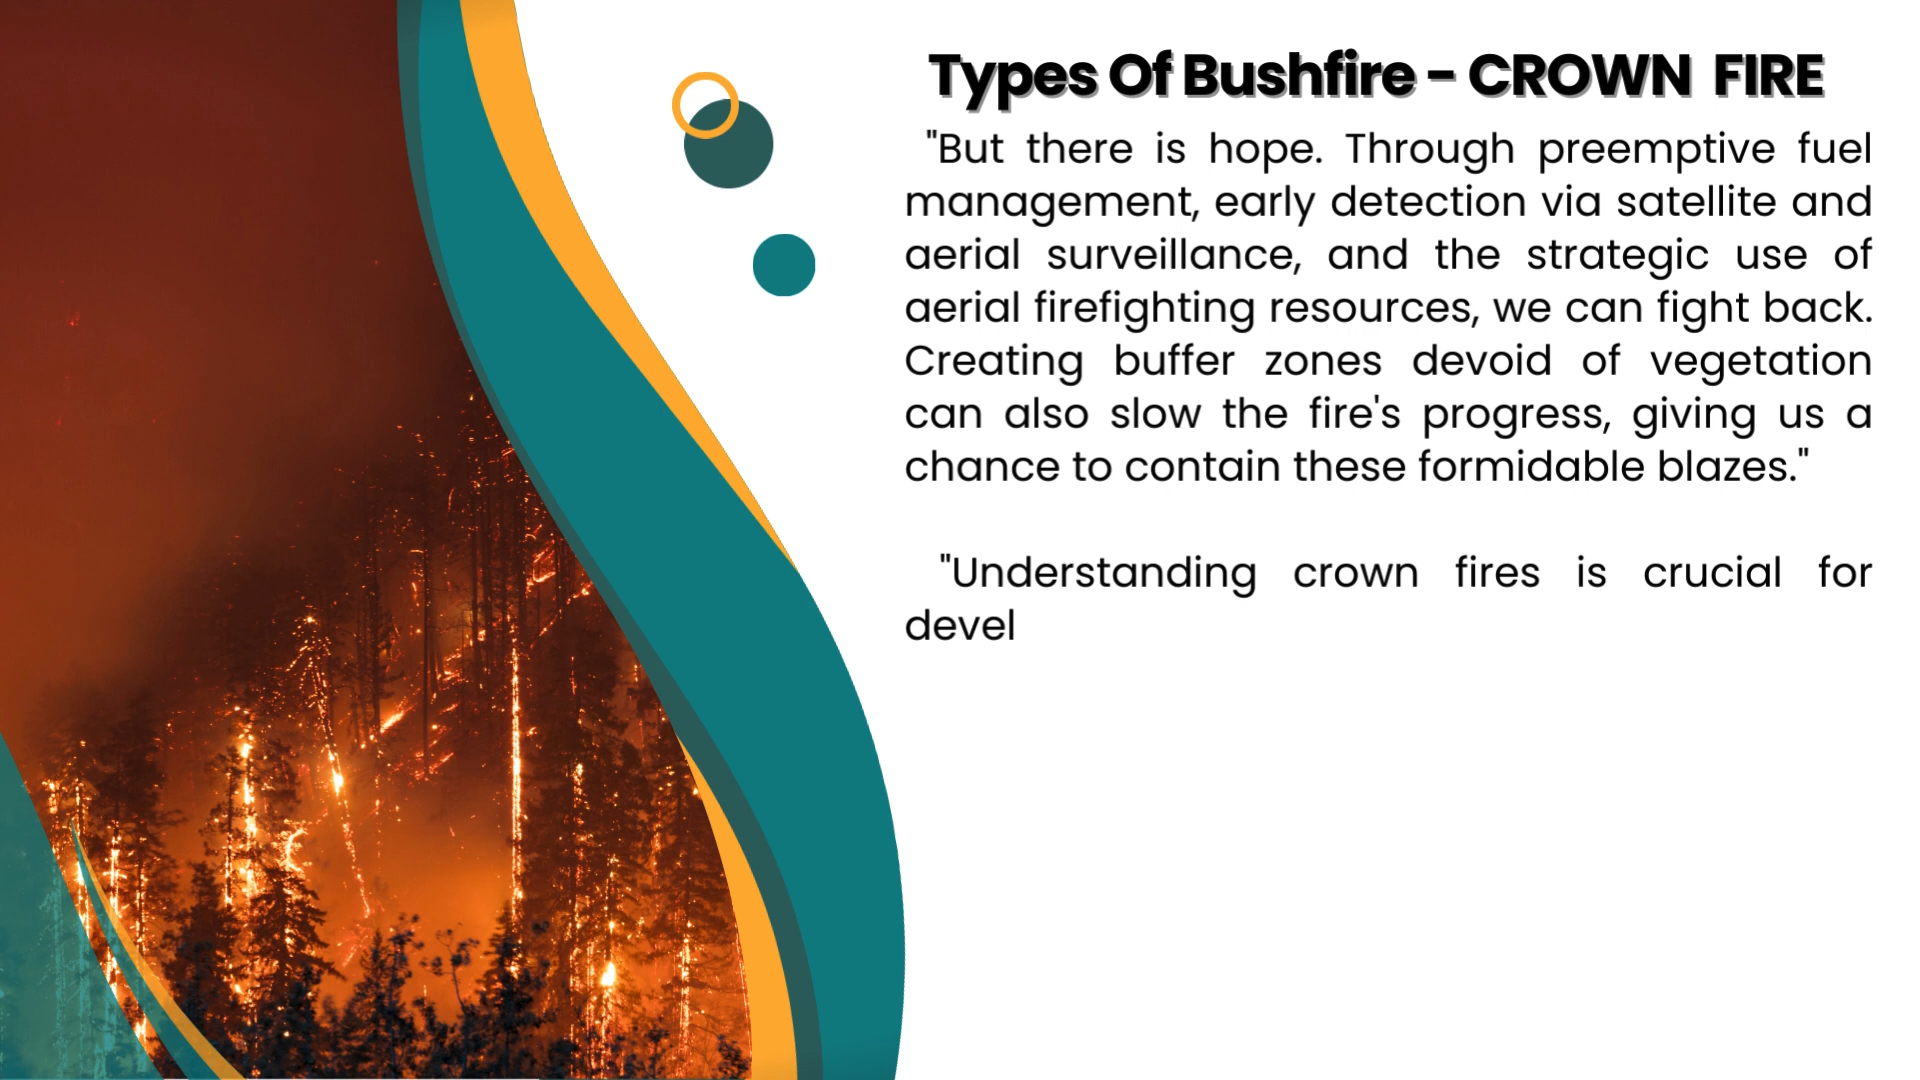 Types Of Bushfire - CROWN FIRE
"But there is hope. Through preemptive fuel
management, early detection via satellite and
aerial surveillance, and the strategic use of
aerial firefighting resources, we can fight back.
Creating buffer zones devoid of vegetation
can also slow the fire's progress, giving us a
chance to contain these formidable blazes."
"Understanding crown fires is crucial for
devel